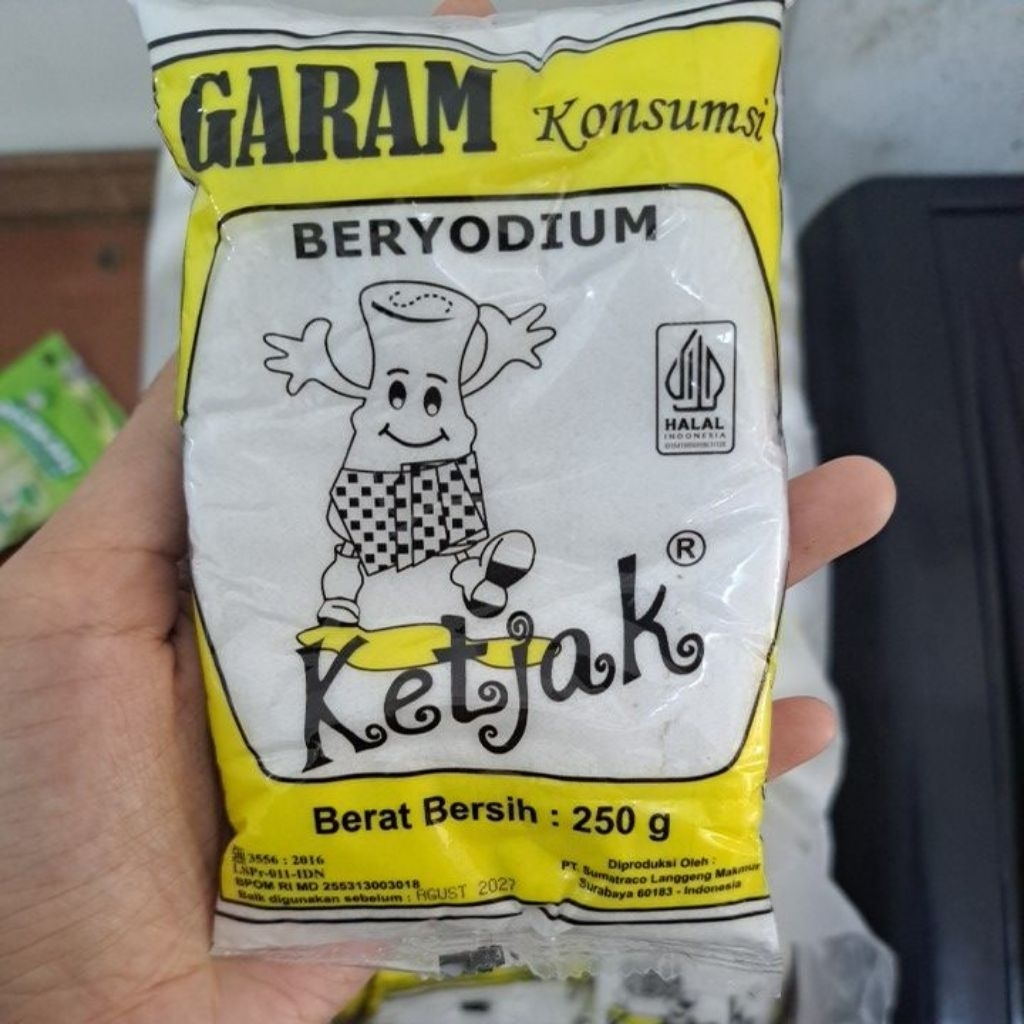 GARAM Konsumsi
BERYODIUM
HALAL
INDONESIA
Ketjak ®
Berat Bersih : 250 g
SNI 3556 : 2016
LSPr-011-IDN
BPOM RI MD 255313003018
Baik digunakan sebelum : AGUST 2027
Diproduksi Oleh :
PT. Sumatraco Langgeng Makmur
Surabaya 60183 - Indonesia